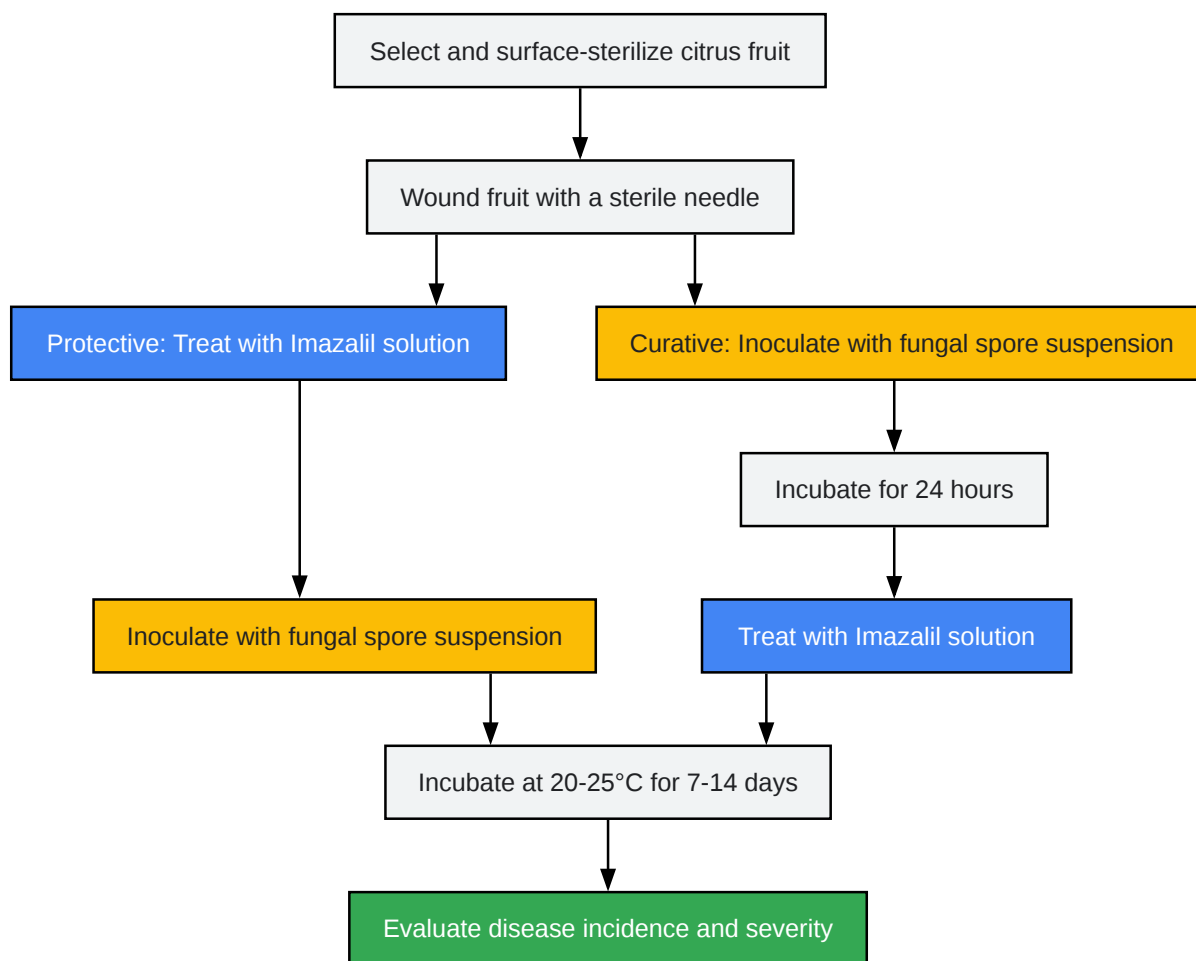 Select and surface-sterilize citrus fruit
Wound fruit with a sterile needle
Protective: Treat with Imazalil solution
Curative: Inoculate with fungal spore suspension
Incubate for 24 hours
Inoculate with fungal spore suspension
Treat with Imazalil solution
Incubate at 20-25°C for 7-14 days
Evaluate disease incidence and severity